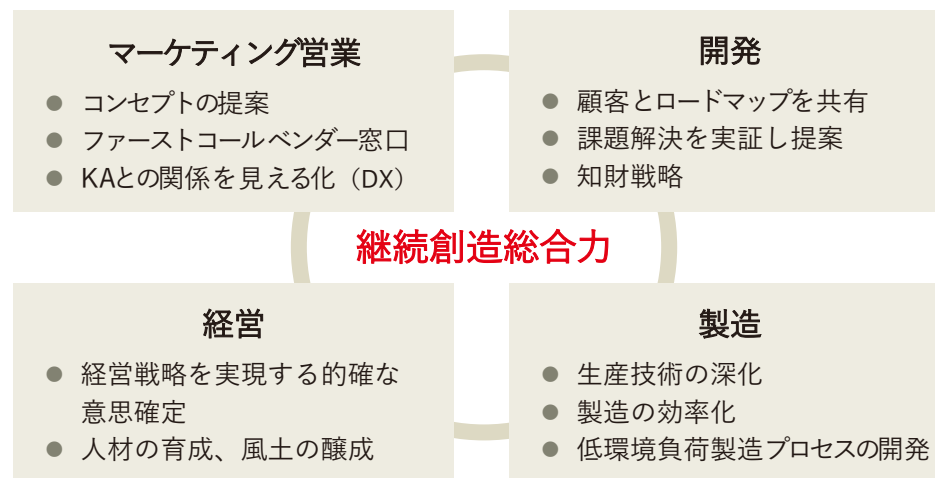 マーケティング営業
● コンセプトの提案
● ファーストコールベンダー窓口
● KAとの関係を見える化（DX）
開発
● 顧客とロードマップを共有
● 課題解決を実証し提案
● 知財戦略
継続創造総合力
経営
● 経営戦略を実現する的確な
意思確定
● 人材の育成、風土の醸成
製造
● 生産技術の深化
● 製造の効率化
● 低環境負荷製造プロセスの開発